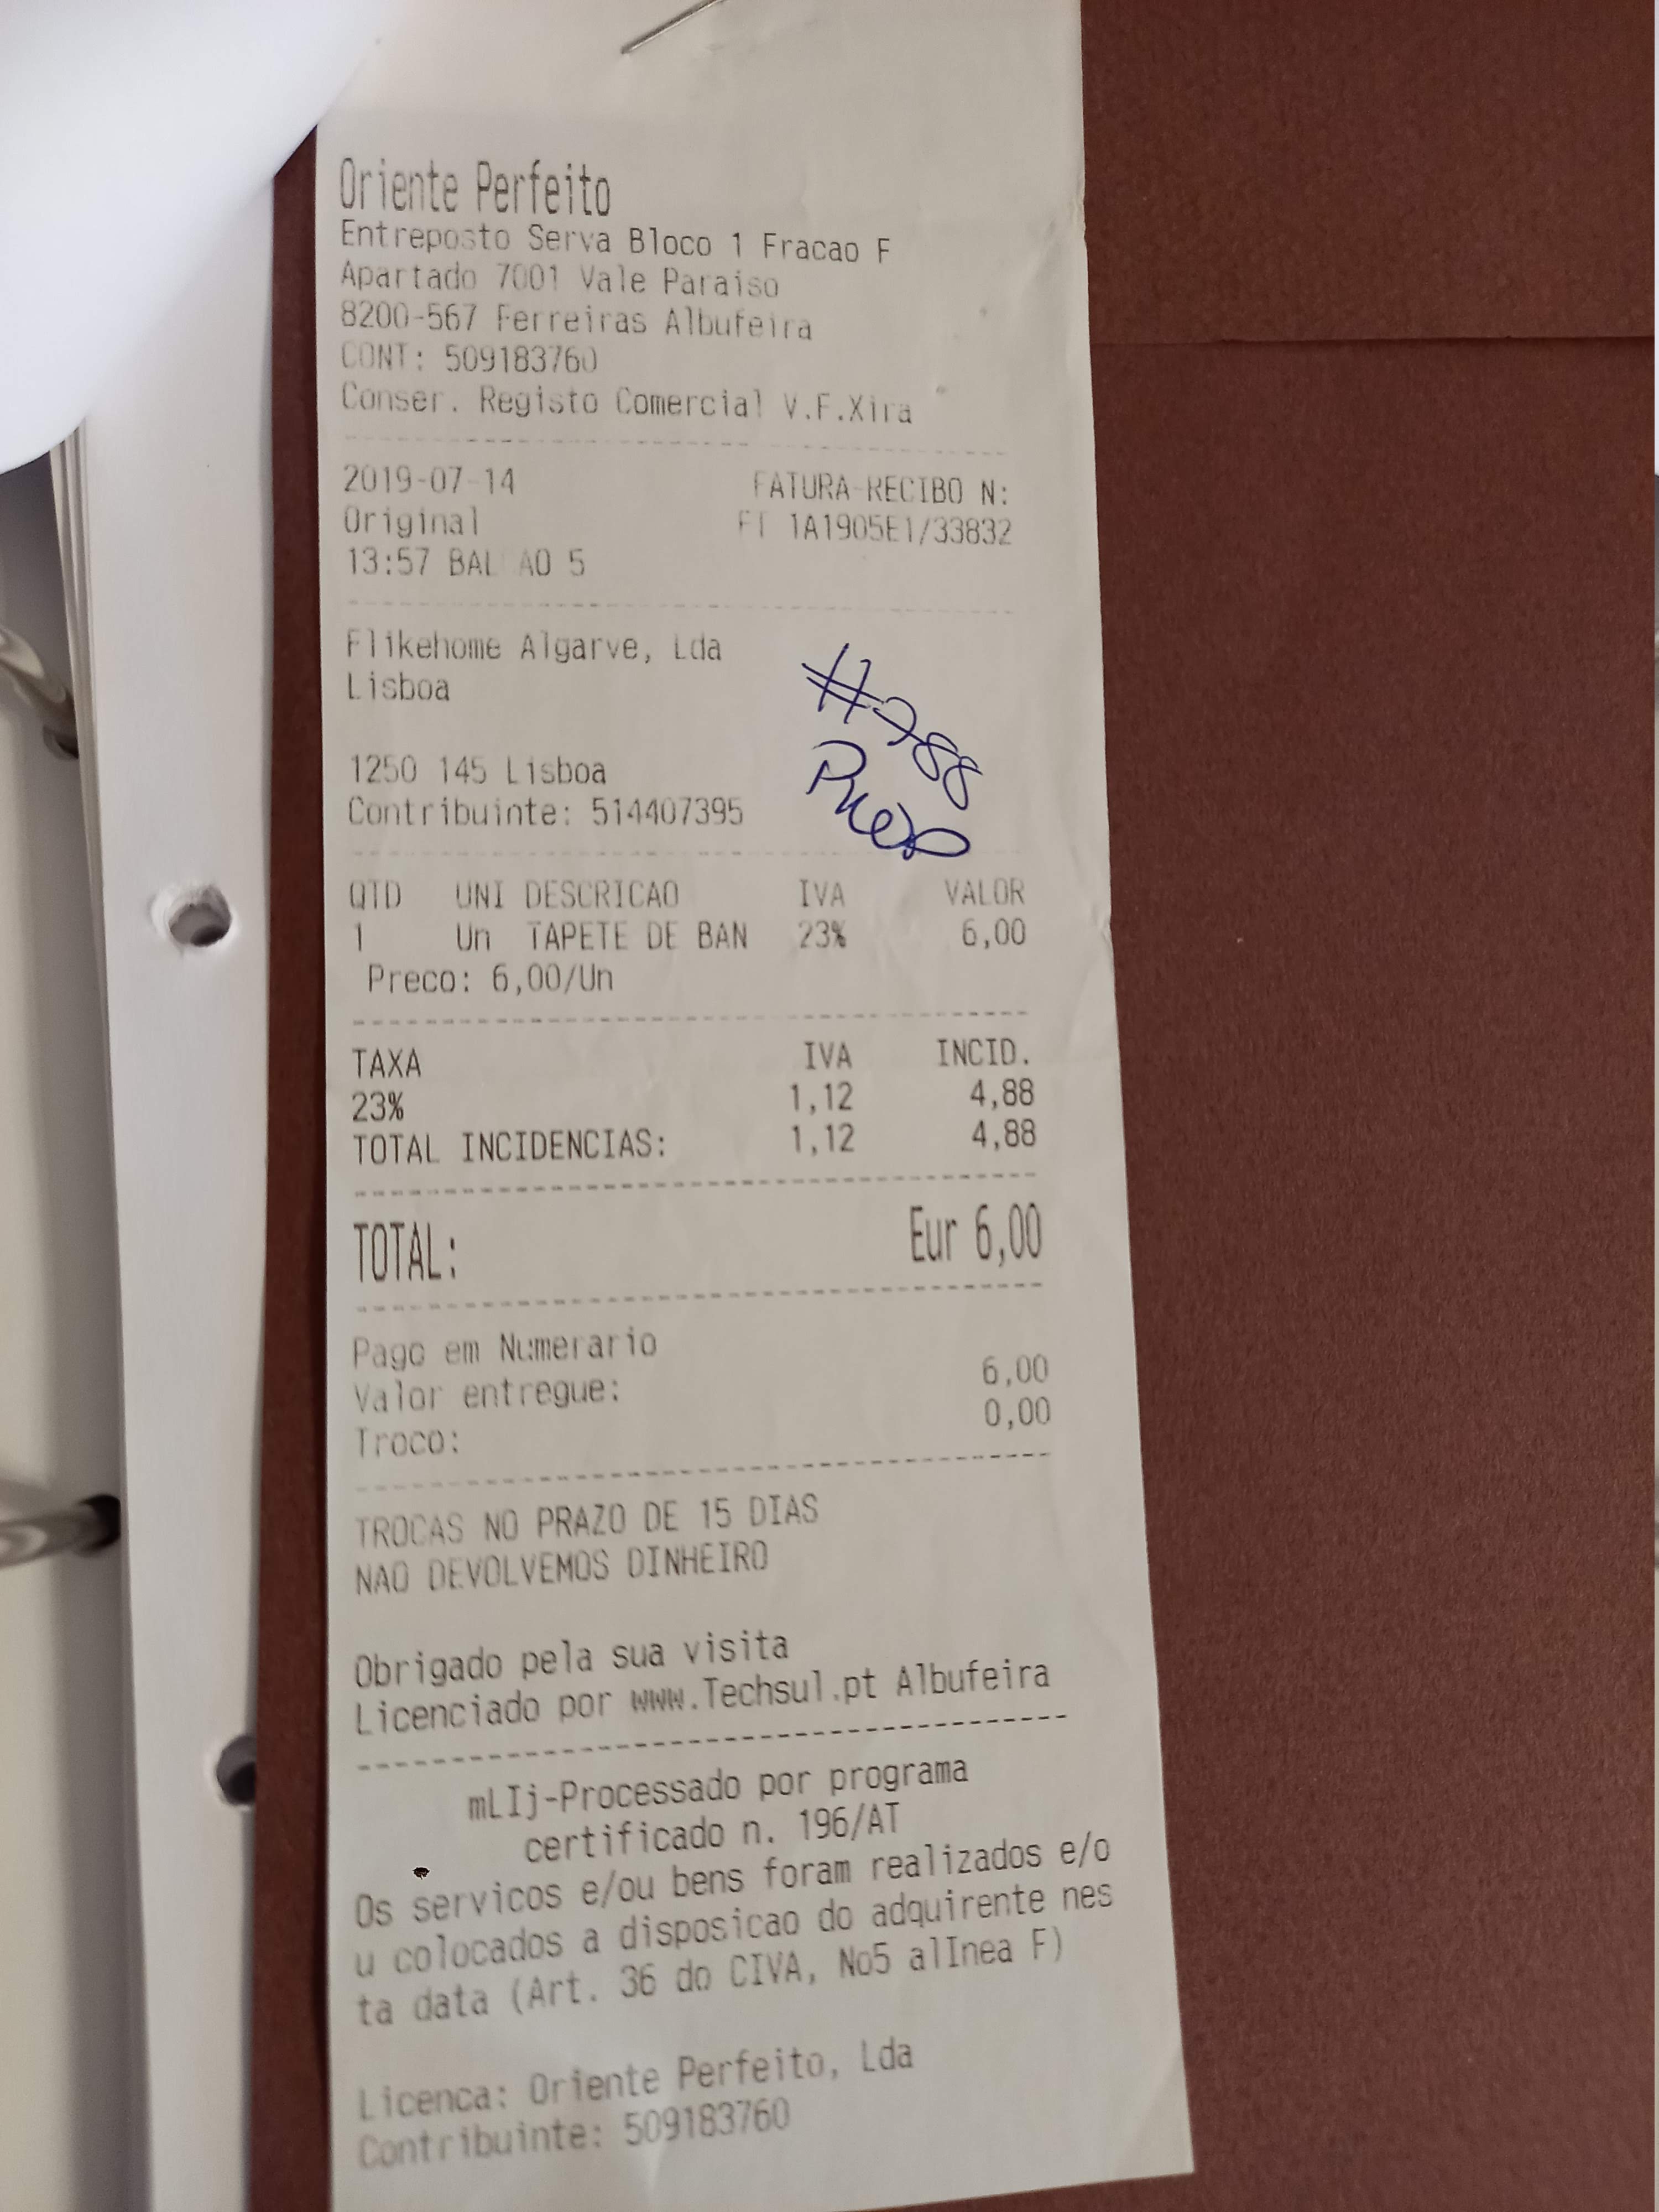 Oriente Perfeito
Entreposto Serva Bloco 1 Fracao F
Apartado 7001 Vale Paraiso
8200-567 Ferreiras Albufeira
CONT: 509183760
Conser. Registo Comercial V.F.Xira
2019-07-14 FATURA-RECIBO N:
Original FT 1A1905E1/33832
13:57 BAL AO 5
Flikehome Algarve, Lda
Lisboa
#788
1250 145 Lisboa
Contribuinte: 514407395
QTD UNI DESCRICAO IVA VALOR
1 Un TAPETE DE BAN 23% 6,00
Preco: 6,00/Un
TAXA IVA INCID.
23% 1,12 4,88
TOTAL INCIDENCIAS: 1,12 4,88
TOTAL: Eur 6,00
Pago em Numerario
Valor entregue: 6,00
Troco: 0,00
TROCAS NO PRAZO DE 15 DIAS
NAO DEVOLVEMOS DINHEIRO
Obrigado pela sua visita
Licenciado por www.Techsul.pt Albufeira
mLIj-Processado por programa
certificado n. 196/AT
Os servicos e/ou bens foram realizados e/o
u colocados a disposicao do adquirente nes
ta data (Art. 36 do CIVA, No5 alInea F)
Licenca: Oriente Perfeito, Lda
Contribuinte: 509183760